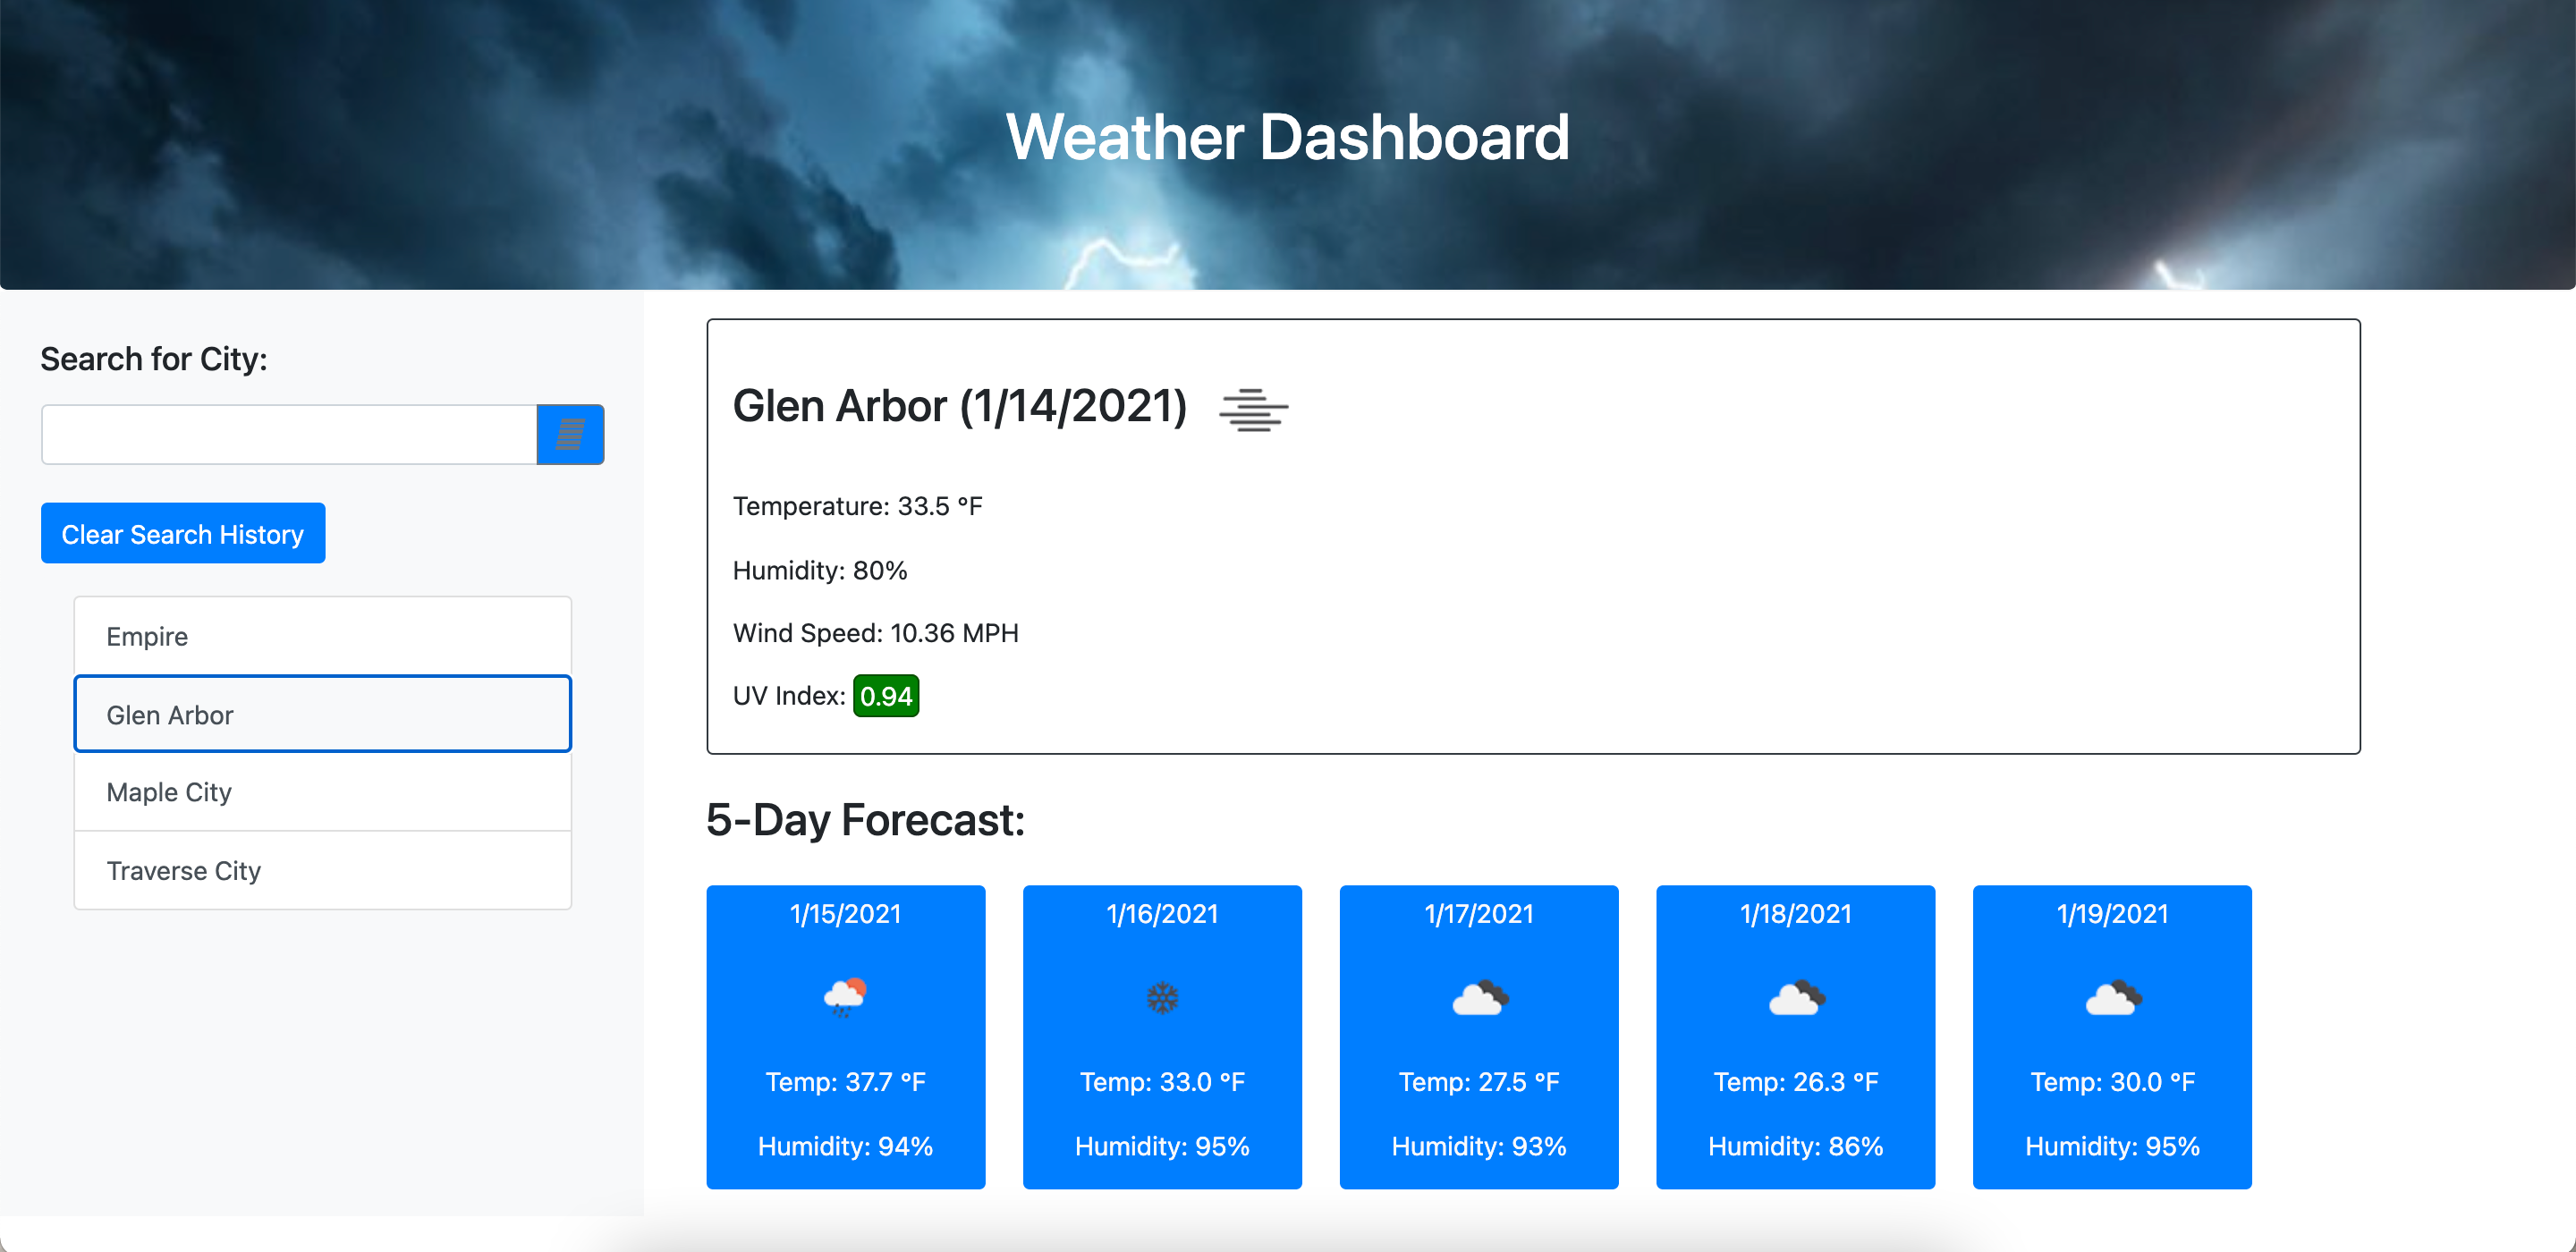 Weather Dashboard
Search for City:
Clear Search History
Empire
Glen Arbor
Maple City
Traverse City
Glen Arbor (1/14/2021)
Temperature: 33.5 °F
Humidity: 80%
Wind Speed: 10.36 MPH
UV Index: 0.94
5-Day Forecast:
1/15/2021
Temp: 37.7 °F
Humidity: 94%
1/16/2021
Temp: 33.0 °F
Humidity: 95%
1/17/2021
Temp: 27.5 °F
Humidity: 93%
1/18/2021
Temp: 26.3 °F
Humidity: 86%
1/19/2021
Temp: 30.0 °F
Humidity: 95%